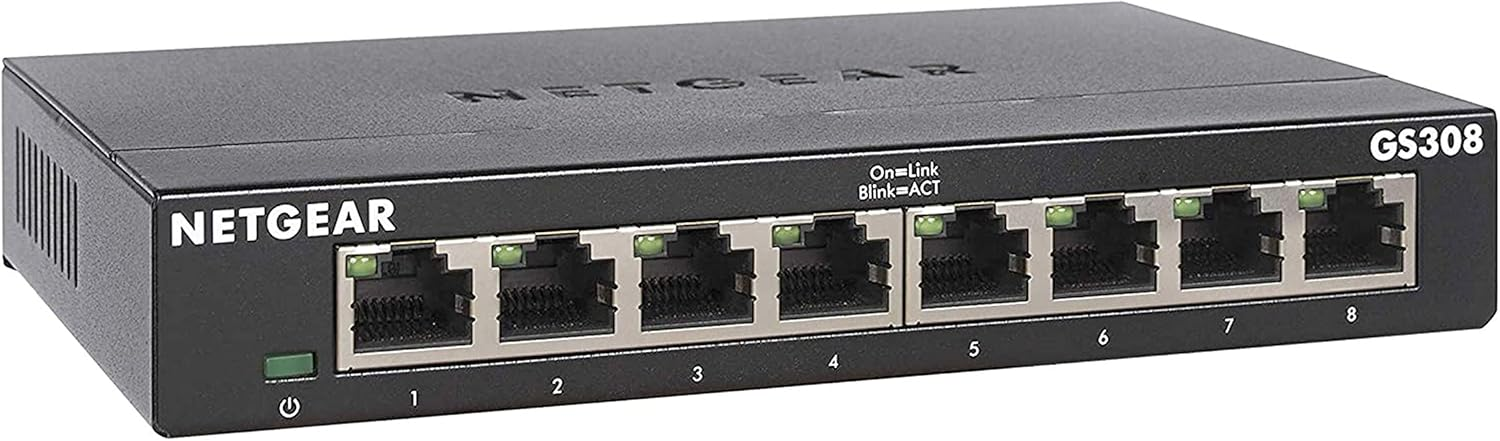 NETGEAR
GS308
On=Link
Blink=ACT
NETGEAR
1 2 3 4 5 6 7 8